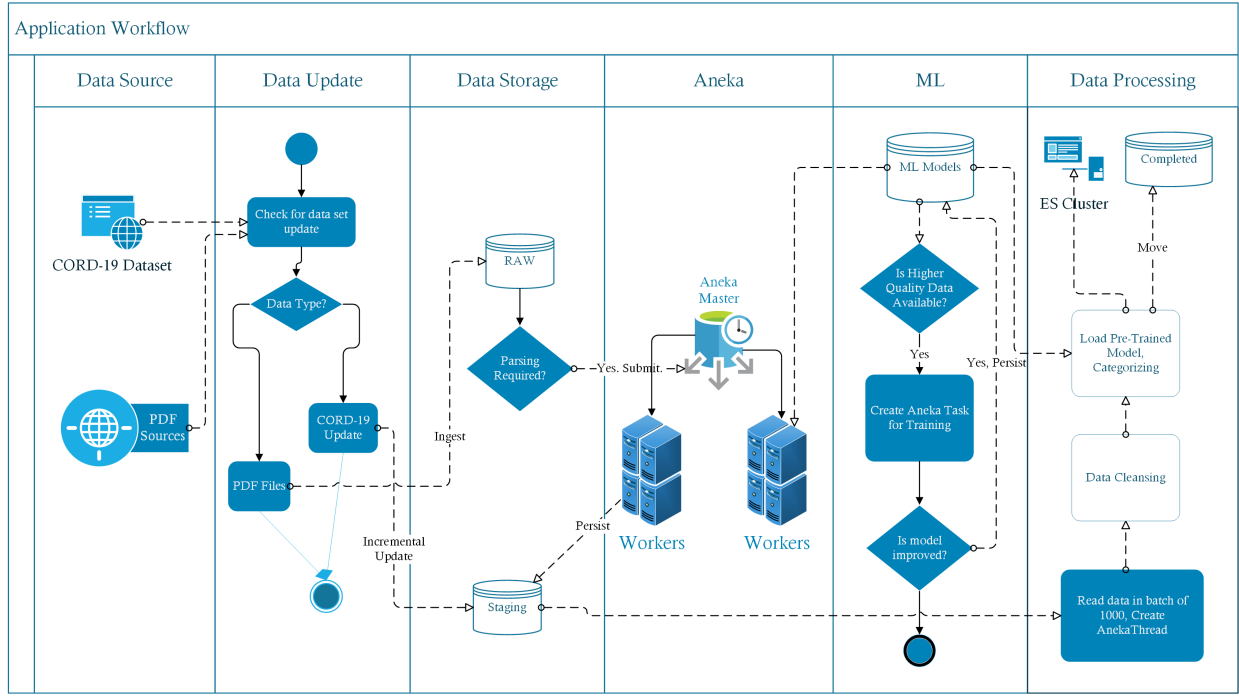 Application Workflow
Data Source
Data Update
Data Storage
Aneka
ML
Data Processing
CORD-19 Dataset
PDF
Sources
Check for data set
update
Data Type?
CORD-19
Update
PDF Files
Ingest
Incremental
Update
RAW
Parsing
Required?
Yes. Submit.
Staging
Persist
Aneka
Master
Workers
Workers
ML Models
Is Higher
Quality Data
Available?
Yes
Yes, Persist
Create Aneka Task
for Training
Is model
improved?
ES Cluster
Completed
Move
Load Pre-Trained
Model,
Categorizing
Data Cleansing
Read data in batch of
1000, Create
AnekaThread